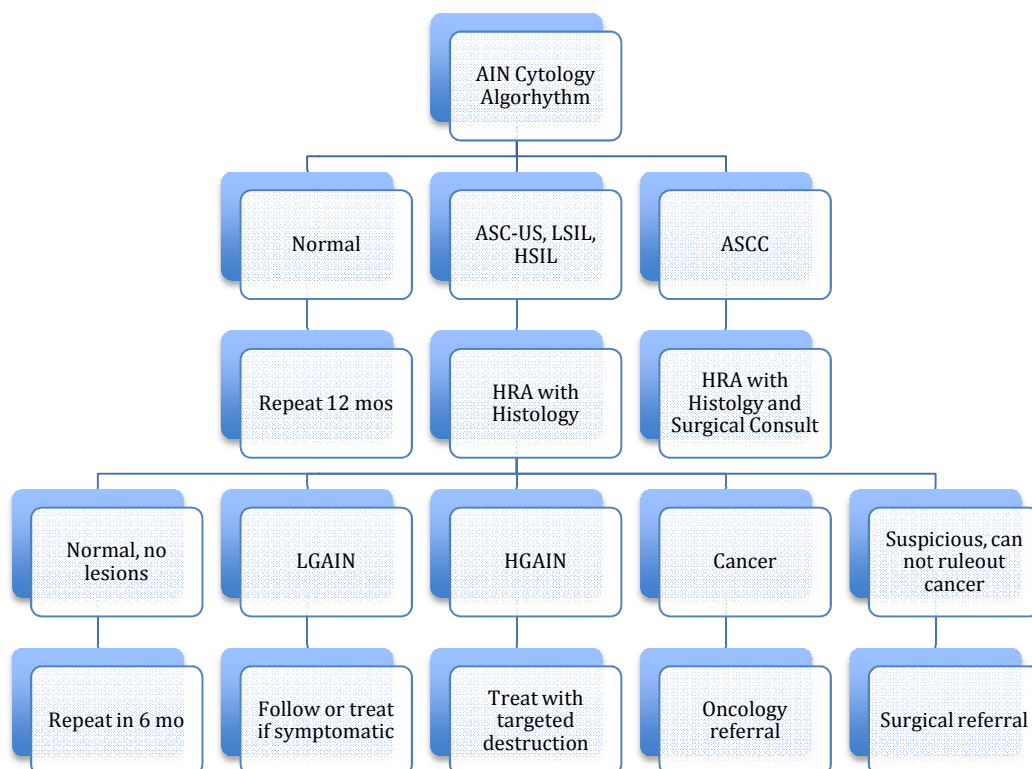 AIN Cytology
Algorhythm
Normal
ASC-US, LSIL,
HSIL
ASCC
Repeat 12 mos
HRA with
Histology
HRA with
Histolgy and
Surgical Consult
Normal, no
lesions
LGAIN
HGAIN
Cancer
Suspicious, can
not ruleout
cancer
Repeat in 6 mo
Follow or treat
if symptomatic
Treat with
targeted
destruction
Oncology
referral
Surgical referral